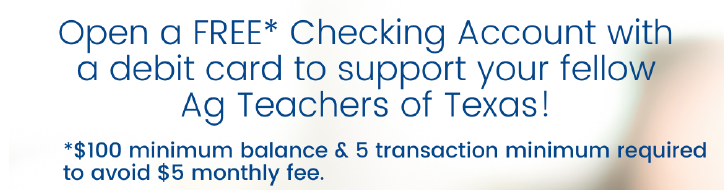 Open a FREE* Checking Account with
a debit card to support your fellow
Ag Teachers of Texas!
*$100 minimum balance & 5 transaction minimum required
to avoid $5 monthly fee.